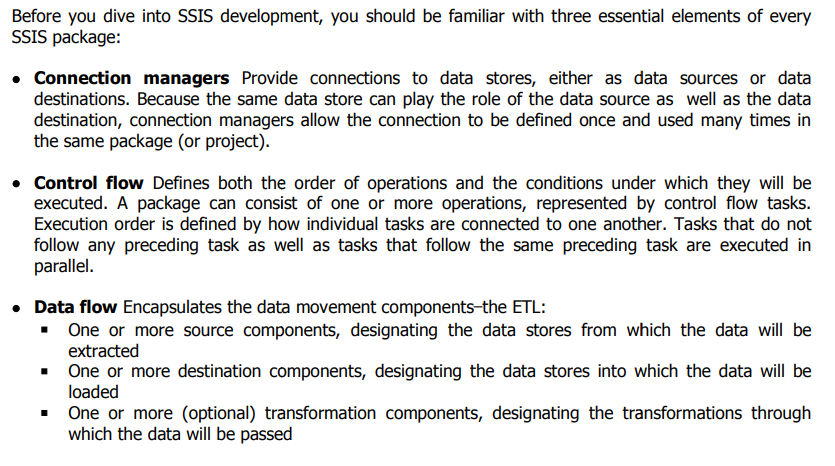 Before you dive into SSIS development, you should be familiar with three essential elements of every
SSIS package:
• Connection managers Provide connections to data stores, either as data sources or data
destinations. Because the same data store can play the role of the data source as well as the data
destination, connection managers allow the connection to be defined once and used many times in
the same package (or project).
• Control flow Defines both the order of operations and the conditions under which they will be
executed. A package can consist of one or more operations, represented by control flow tasks.
Execution order is defined by how individual tasks are connected to one another. Tasks that do not
follow any preceding task as well as tasks that follow the same preceding task are executed in
parallel.
• Data flow Encapsulates the data movement components–the ETL:
▪ One or more source components, designating the data stores from which the data will be
extracted
▪ One or more destination components, designating the data stores into which the data will be
loaded
▪ One or more (optional) transformation components, designating the transformations through
which the data will be passed